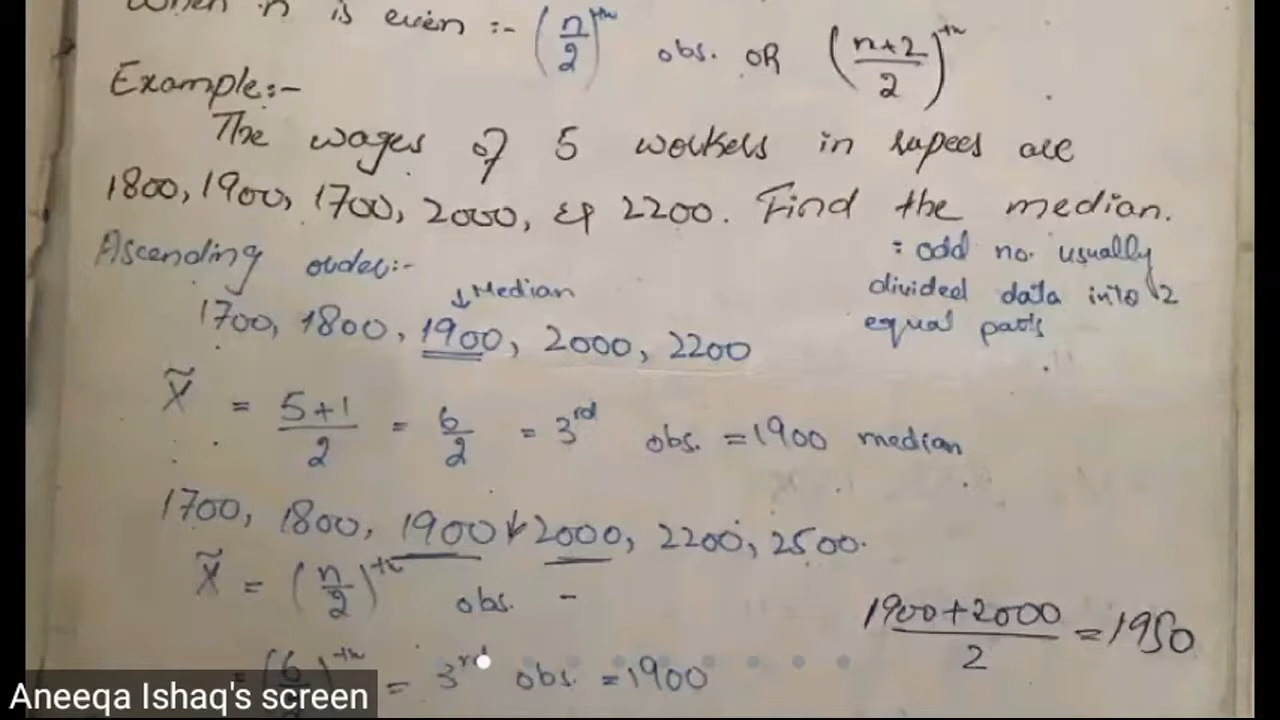 When n is even :- (n/2)th obs. OR (n+2/2)th
Example:-
The wages of 5 workers in rupees are
1800, 1900, 1700, 2000, & 2200. Find the median.
Ascending order:-
: odd no. usually
divided data into 2
equal parts
↓ Median
1700, 1800, 1900, 2000, 2200
X̃ = 5+1/2 = 6/2 = 3rd obs. = 1900 median
1700, 1800, 1900 ↓ 2000, 2200, 2500.
X̃ = (n/2)th obs. -
1900+2000/2 = 1950
= (6/2)th = 3rd obs. = 1900
Aneeqa Ishaq's screen